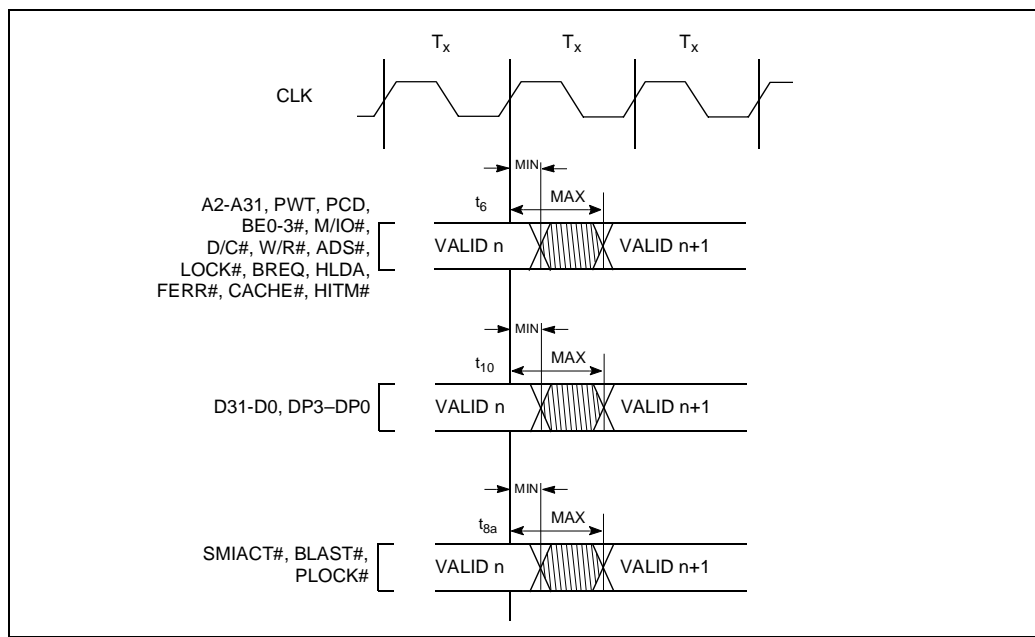 Tx Tx Tx
CLK
MIN
t6 MAX
A2-A31, PWT, PCD,
BE0-3#, M/IO#,
D/C#, W/R#, ADS#,
LOCK#, BREQ, HLDA,
FERR#, CACHE#, HITM#
VALID n VALID n+1
MIN
t10 MAX
D31-D0, DP3–DP0
VALID n VALID n+1
MIN
t8a MAX
SMIACT#, BLAST#,
PLOCK#
VALID n VALID n+1